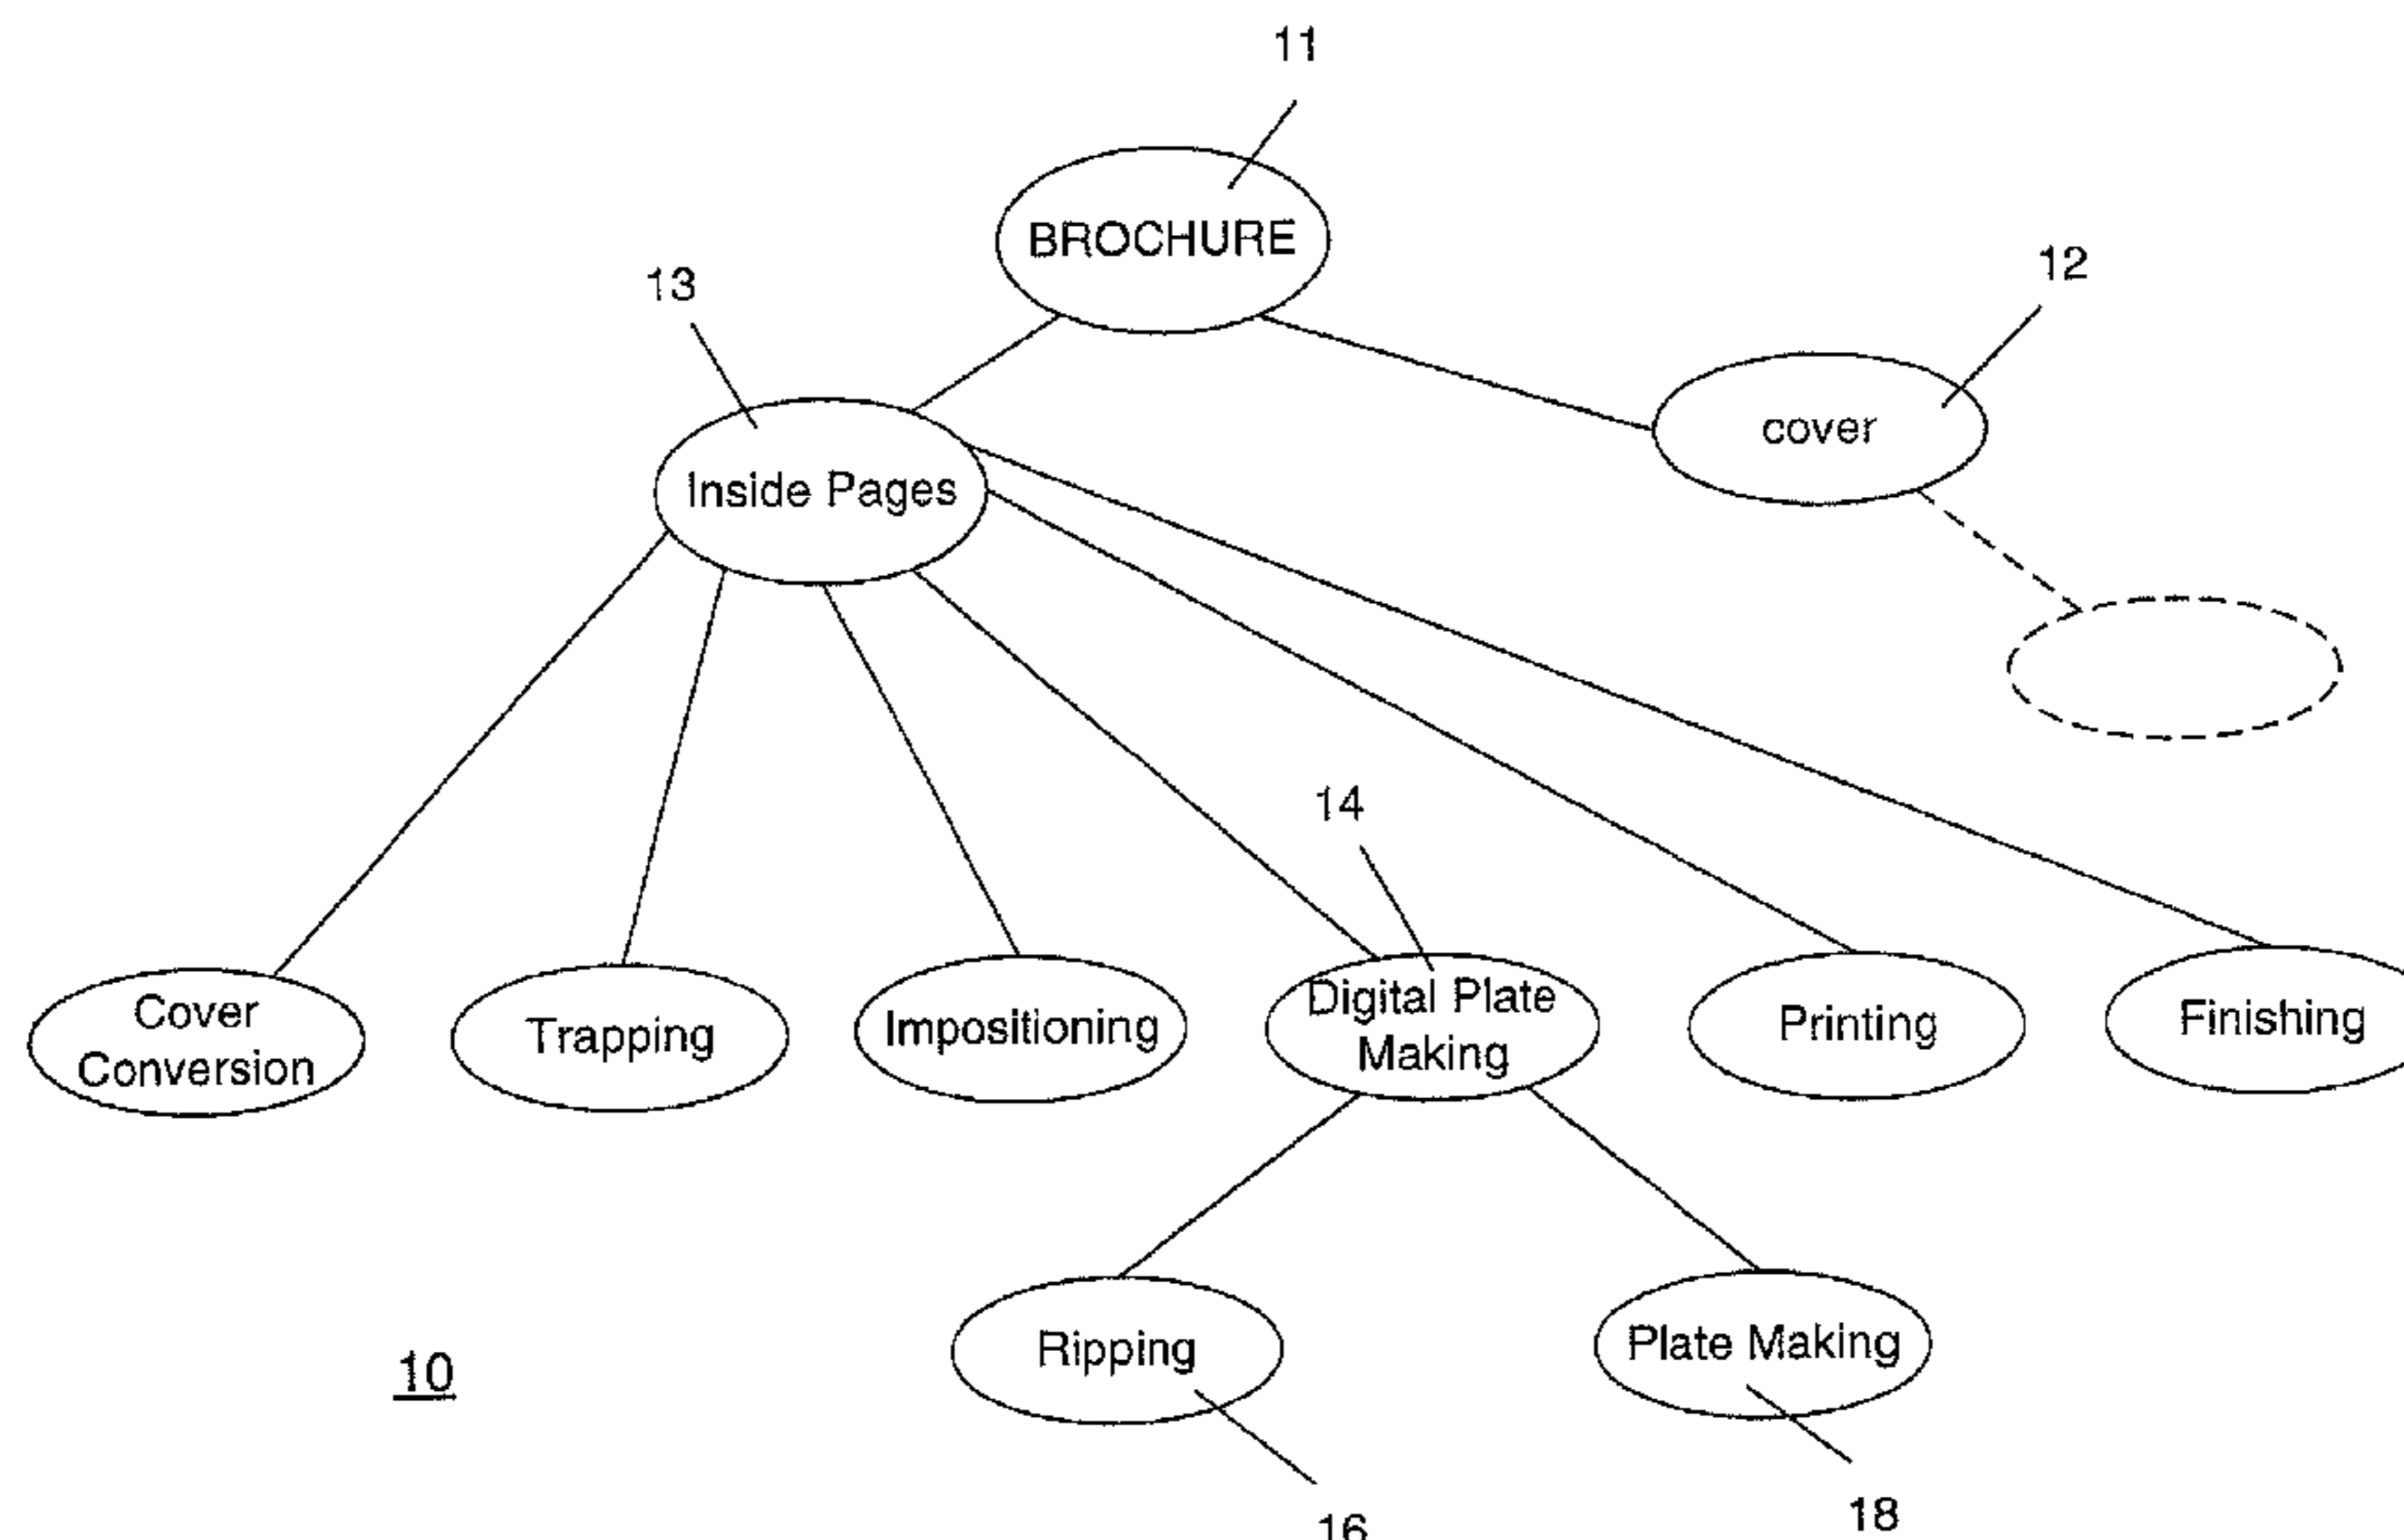 11
BROCHURE
13
12
cover
Inside Pages
14
Cover
Conversion
Trapping
Impositioning
Digital Plate
Making
Printing
Finishing
Ripping
Plate Making
10
16
18